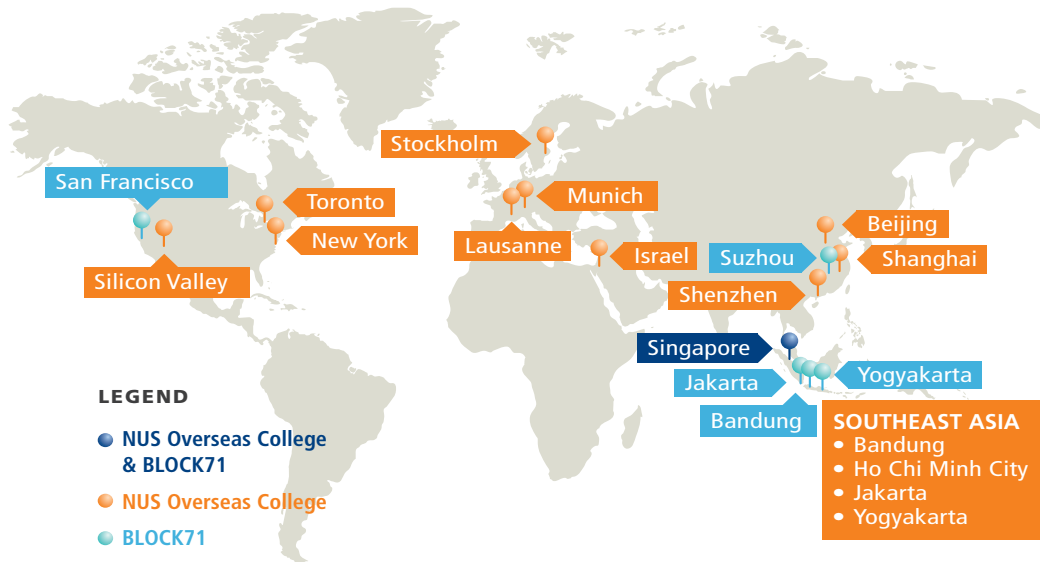 Stockholm
San Francisco
Toronto
Munich
New York
Beijing
Lausanne
Israel
Suzhou
Shanghai
Silicon Valley
Shenzhen
Singapore
Jakarta
Yogyakarta
Bandung
LEGEND
NUS Overseas College
& BLOCK71
NUS Overseas College
BLOCK71
SOUTHEAST ASIA
• Bandung
• Ho Chi Minh City
• Jakarta
• Yogyakarta